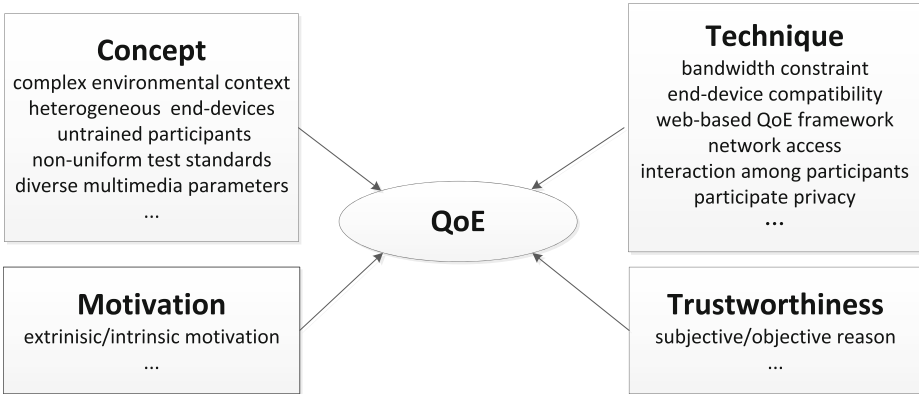 Concept
complex environmental context
heterogeneous end-devices
untrained participants
non-uniform test standards
diverse multimedia parameters
...
Technique
bandwidth constraint
end-device compatibility
web-based QoE framework
network access
interaction among participants
participate privacy
...
QoE
Motivation
extrinisic/intrinsic motivation
...
Trustworthiness
subjective/objective reason
...